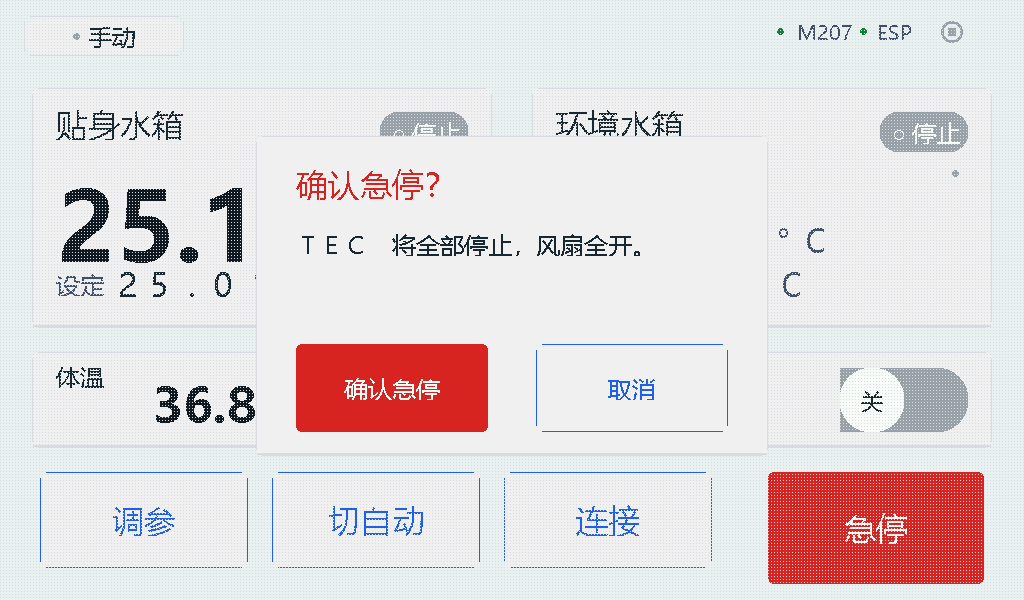 手动
M207 ESP
贴身水箱
停止
环境水箱
停止
25.1
°C
设定 25.0
C
确认急停?
TEC 将全部停止，风扇全开。
确认急停
取消
体温
36.8
关
调参
切自动
连接
急停